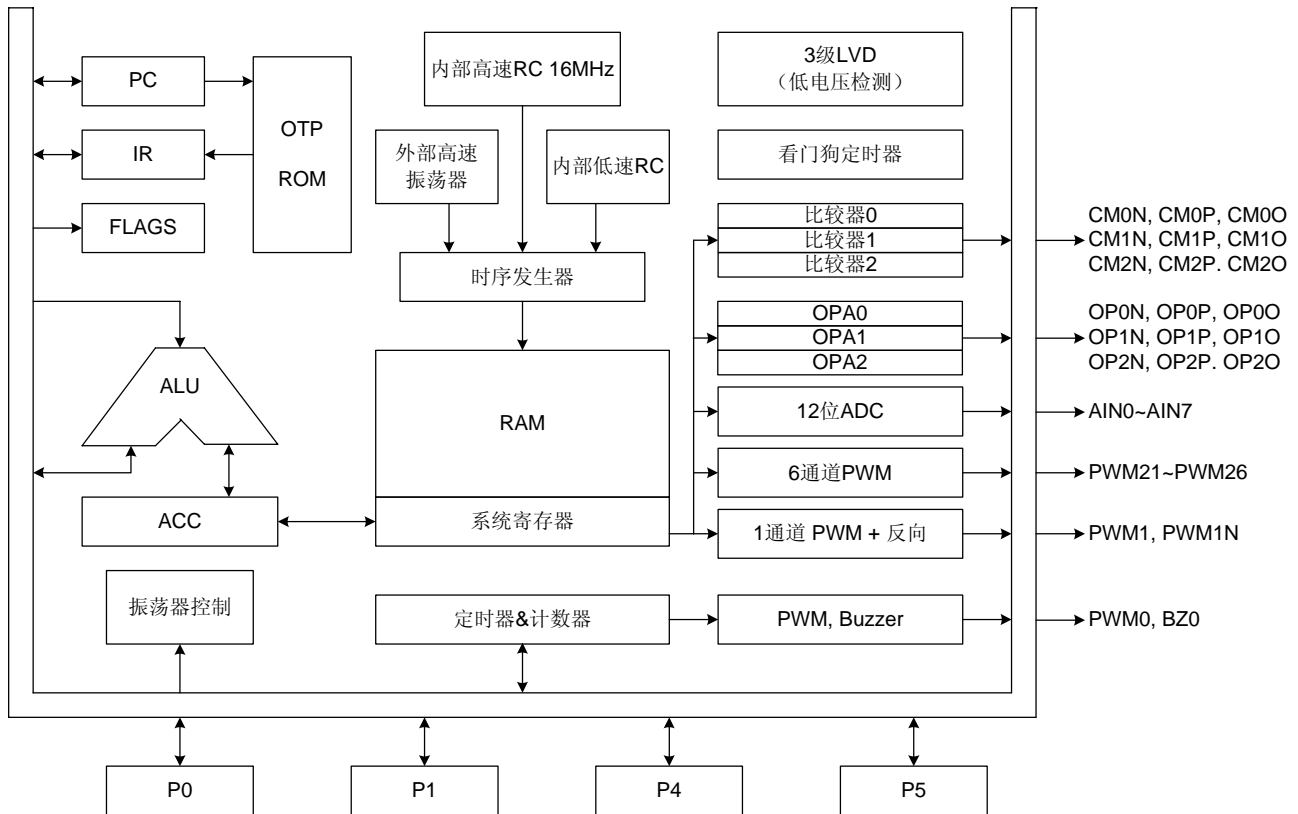 PC
IR
FLAGS
OTP
ROM
内部高速RC 16MHz
外部高速
振荡器
内部低速RC
时序发生器
3级LVD
（低电压检测）
看门狗定时器
比较器0
比较器1
比较器2
CM0N, CM0P, CM0O
CM1N, CM1P, CM1O
CM2N, CM2P. CM2O
OPA0
OPA1
OPA2
OP0N, OP0P, OP0O
OP1N, OP1P, OP1O
OP2N, OP2P. OP2O
ALU
RAM
12位ADC
AIN0~AIN7
6通道PWM
PWM21~PWM26
ACC
系统寄存器
1通道 PWM + 反向
PWM1, PWM1N
振荡器控制
定时器&计数器
PWM, Buzzer
PWM0, BZ0
P0
P1
P4
P5